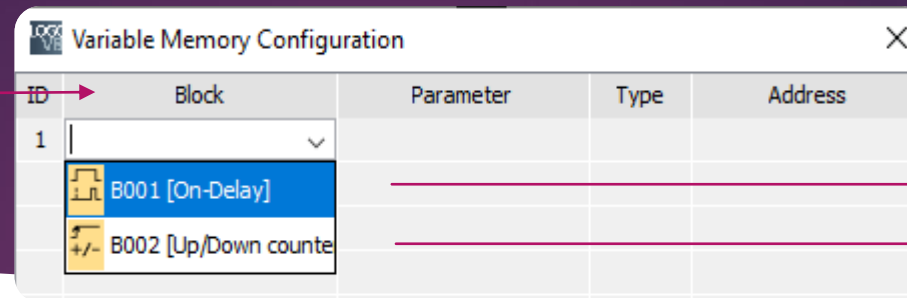 Variable Memory Configuration
ID Block Parameter Type Address
1
B001 [On-Delay]
+/- B002 [Up/Down counte